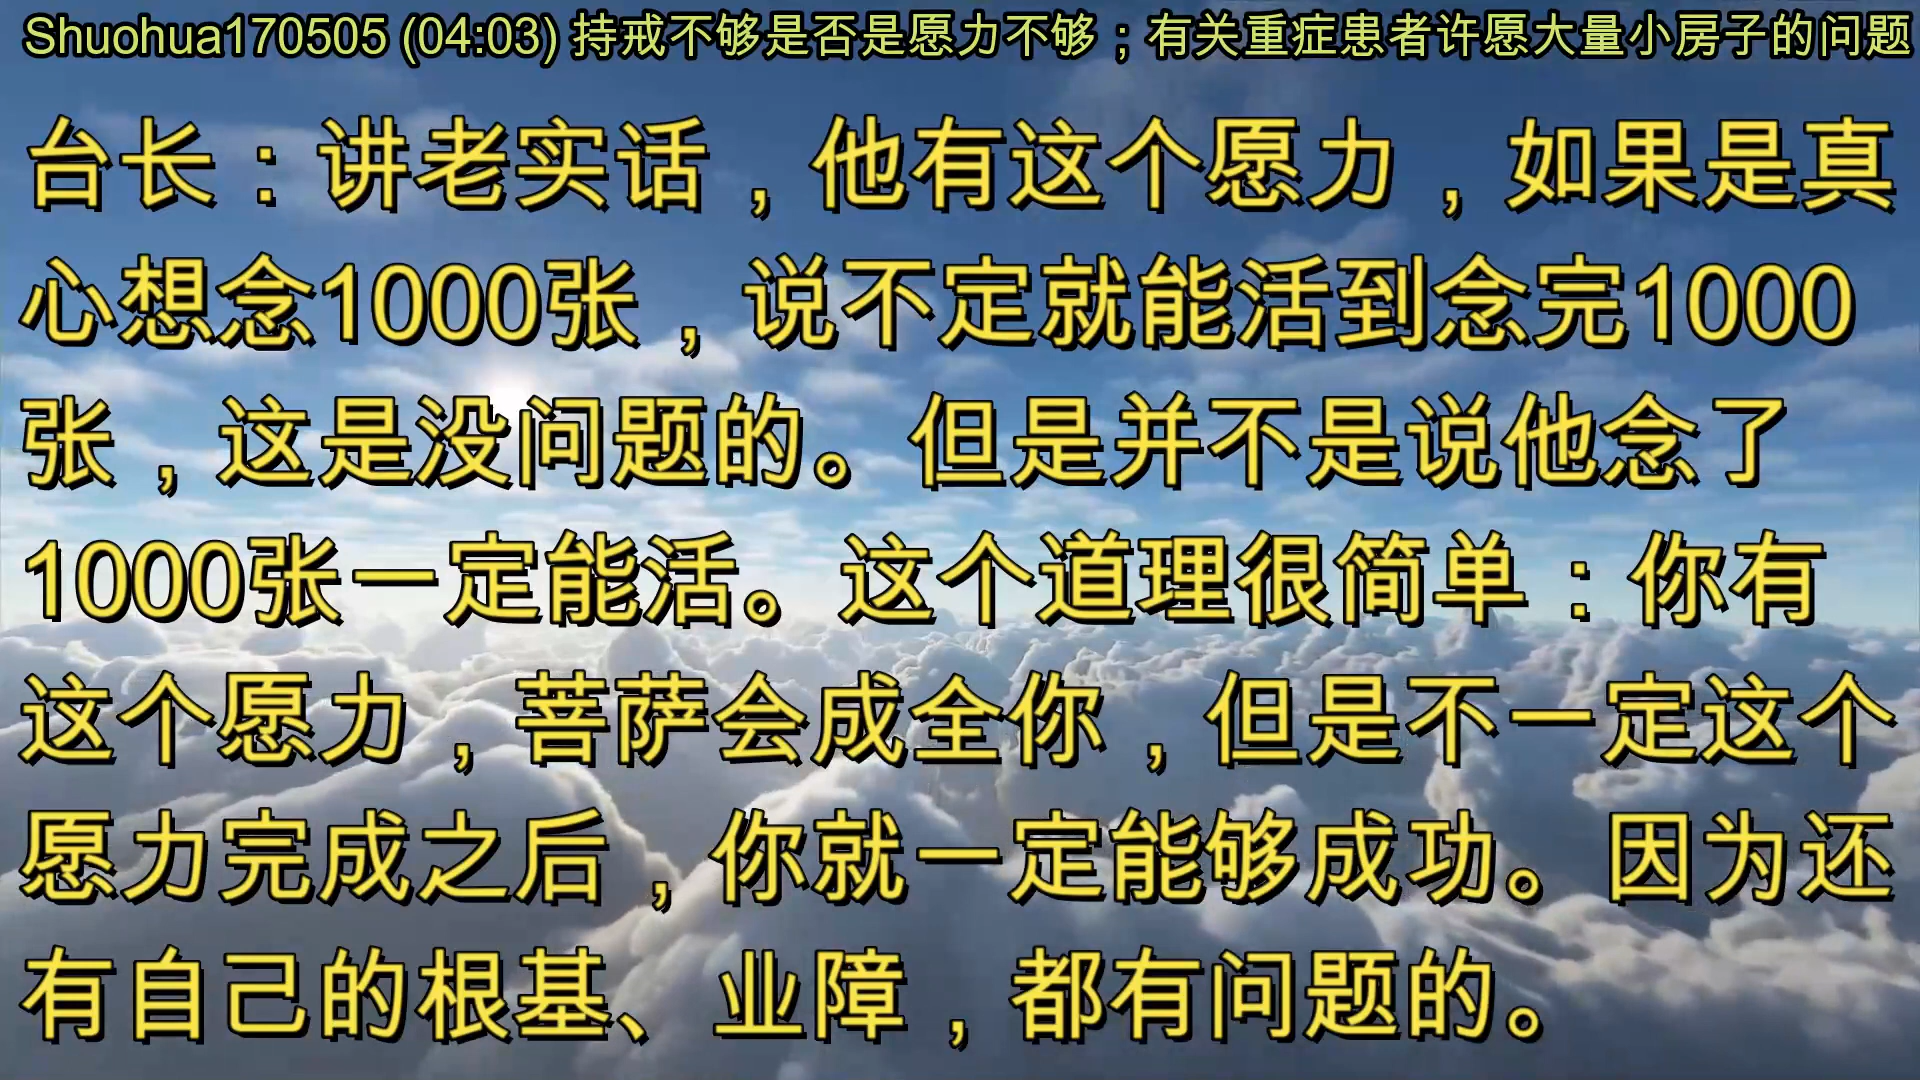 Shuohua170505 (04:03) 持戒不够是否是愿力不够；有关重症患者许愿大量小房子的问题
台长：讲老实话，他有这个愿力，如果是真
心想念1000张，说不定就能活到念完1000
张，这是没问题的。但是并不是说他念了
1000张一定能活。这个道理很简单：你有
这个愿力，菩萨会成全你，但是不一定这个
愿力完成之后，你就一定能够成功。因为还
有自己的根基、业障，都有问题的。